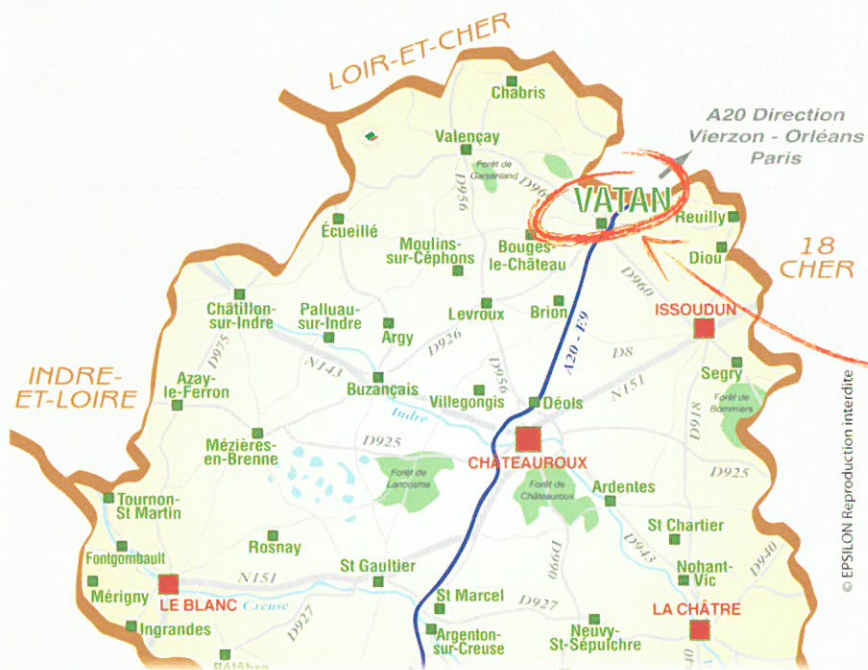 LOIR-ET-CHER
Chabris
A20 Direction
Vierzon - Orléans
Paris
Valençay
Forêt de
Garsenland
D956
D960
VATAN
Reuilly
Écueillé
Moulins-
sur-Céphons
Bouges-
le-Château
Diou
18
CHER
D960
Châtillon-
sur-Indre
Palluau-
sur-Indre
Argy
Levroux
Brion
ISSOUDUN
A20 - E9
D975
N143
D926
D8
INDRE-
ET-LOIRE
Azay-
le-Ferron
Buzançais
D956
Villegongis
Déols
N151
Segry
Forêt de
Bommiers
Indre
D918
Mézières-
en-Brenne
D925
CHÂTEAUROUX
D925
Forêt de
Lancosme
Forêt de
Châteauroux
Ardentes
Tournon-
St Martin
St Chartier
Rosnay
Fontgombault
D990
D943
D940
N151
St Gaultier
Nohant-
Vic
Mérigny
LE BLANC
Creuse
D927
St Marcel
D927
LA CHÂTRE
Ingrandes
Argenton-
sur-Creuse
Neuvy-
St-Sépulchre
© EPSILON Reproduction interdite